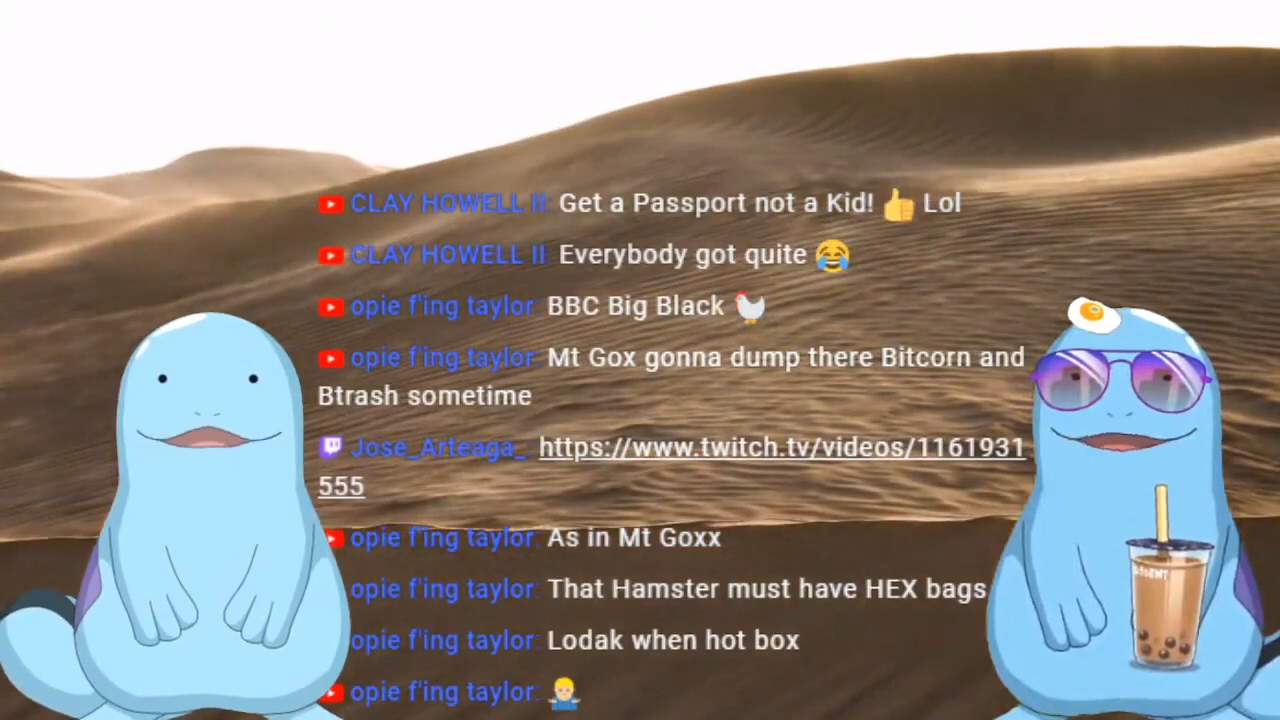 CLAY HOWELL II: Get a Passport not a Kid! 👍 Lol
CLAY HOWELL II Everybody got quite 😂
opie f'ing taylor: BBC Big Black 🐔
opie f'ing taylor: Mt Gox gonna dump there Bitcorn and
Btrash sometime
Jose_Arteaga_ https://www.twitch.tv/videos/1161931
555
opie f'ing taylor: As in Mt Goxx
opie f'ing taylor: That Hamster must have HEX bags
opie f'ing taylor: Lodak when hot box
opie f'ing taylor: 🤷🏼‍♂️